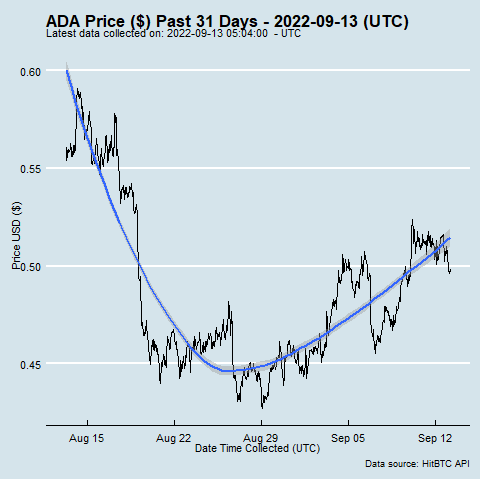 ADA Price ($) Past 31 Days - 2022-09-13 (UTC)
Latest data collected on: 2022-09-13 05:04:00 - UTC
0.60
0.55
0.50
0.45
Price USD ($)
Aug 15
Aug 22
Aug 29
Sep 05
Sep 12
Date Time Collected (UTC)
Data source: HitBTC API